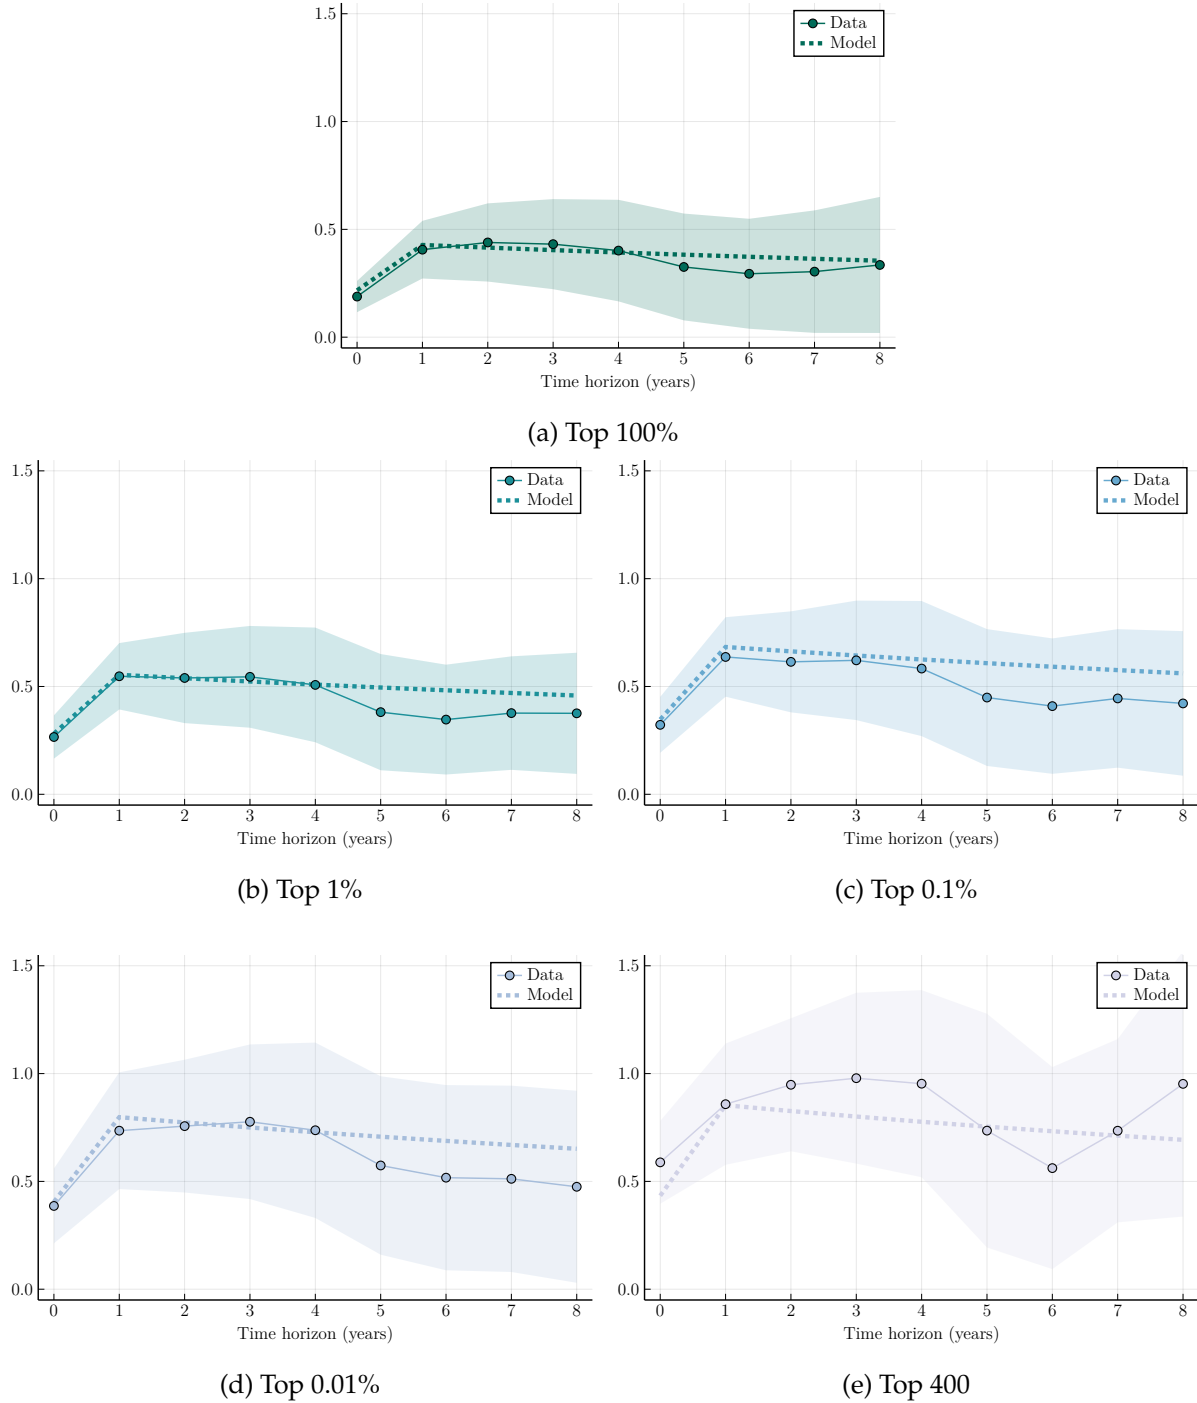 1.5
1.0
0.5
0.0
Data
Model
0 1 2 3 4 5 6 7 8
Time horizon (years)
(a) Top 100%
1.5
1.0
0.5
0.0
Data
Model
0 1 2 3 4 5 6 7 8
Time horizon (years)
(b) Top 1%
1.5
1.0
0.5
0.0
Data
Model
0 1 2 3 4 5 6 7 8
Time horizon (years)
(c) Top 0.1%
1.5
1.0
0.5
0.0
Data
Model
0 1 2 3 4 5 6 7 8
Time horizon (years)
(d) Top 0.01%
1.5
1.0
0.5
0.0
Data
Model
0 1 2 3 4 5 6 7 8
Time horizon (years)
(e) Top 400